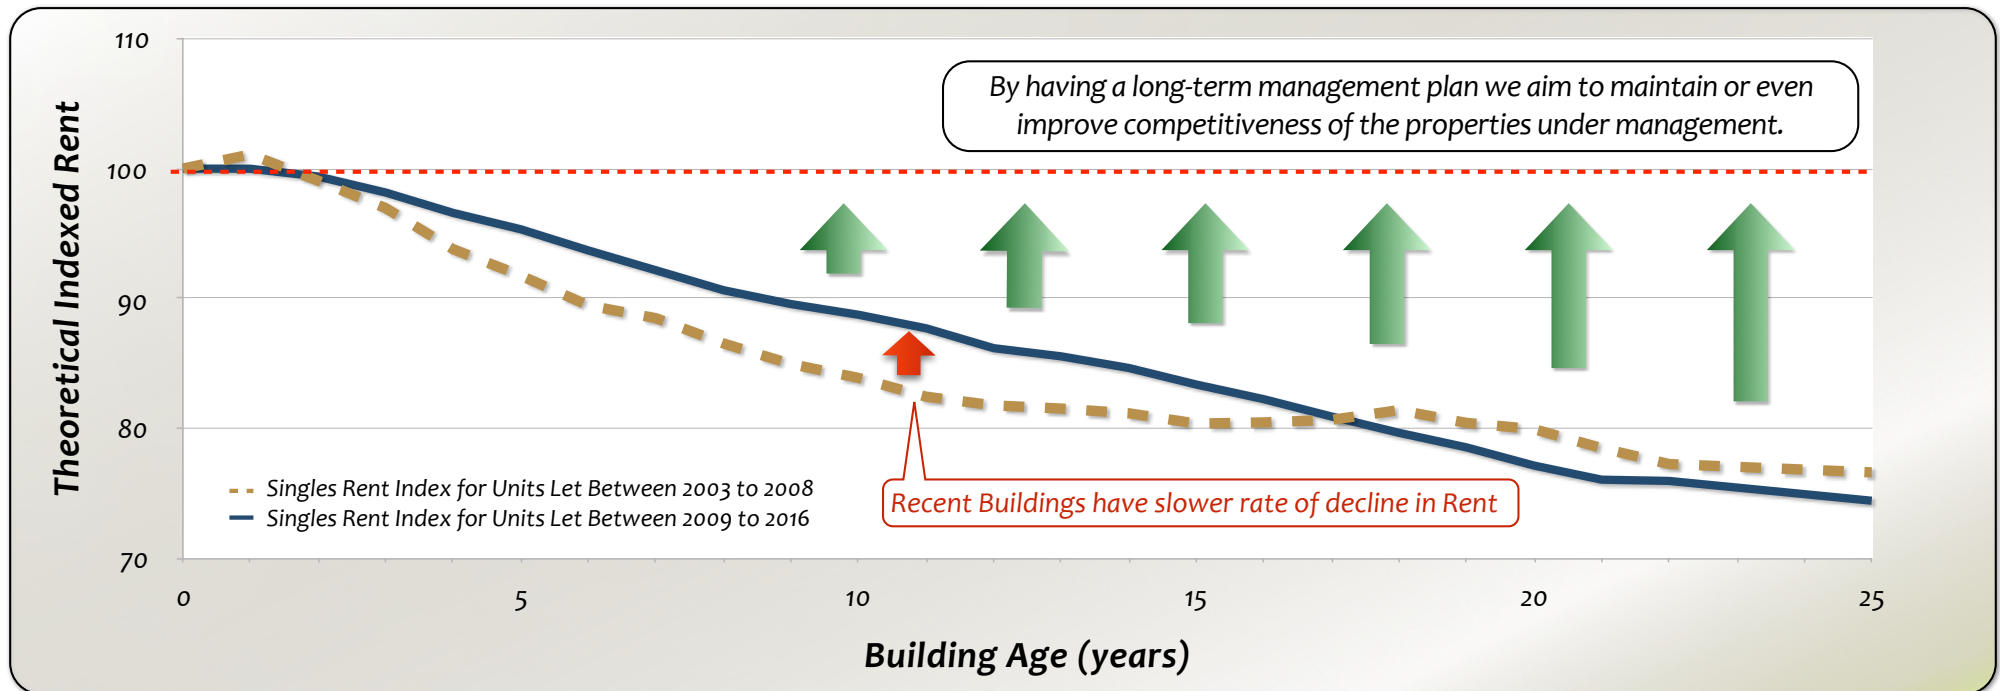 110
100
90
80
70
Theoretical Indexed Rent
By having a long-term management plan we aim to maintain or even
improve competitiveness of the properties under management.
Singles Rent Index for Units Let Between 2003 to 2008
Singles Rent Index for Units Let Between 2009 to 2016
Recent Buildings have slower rate of decline in Rent
0 5 10 15 20 25
Building Age (years)